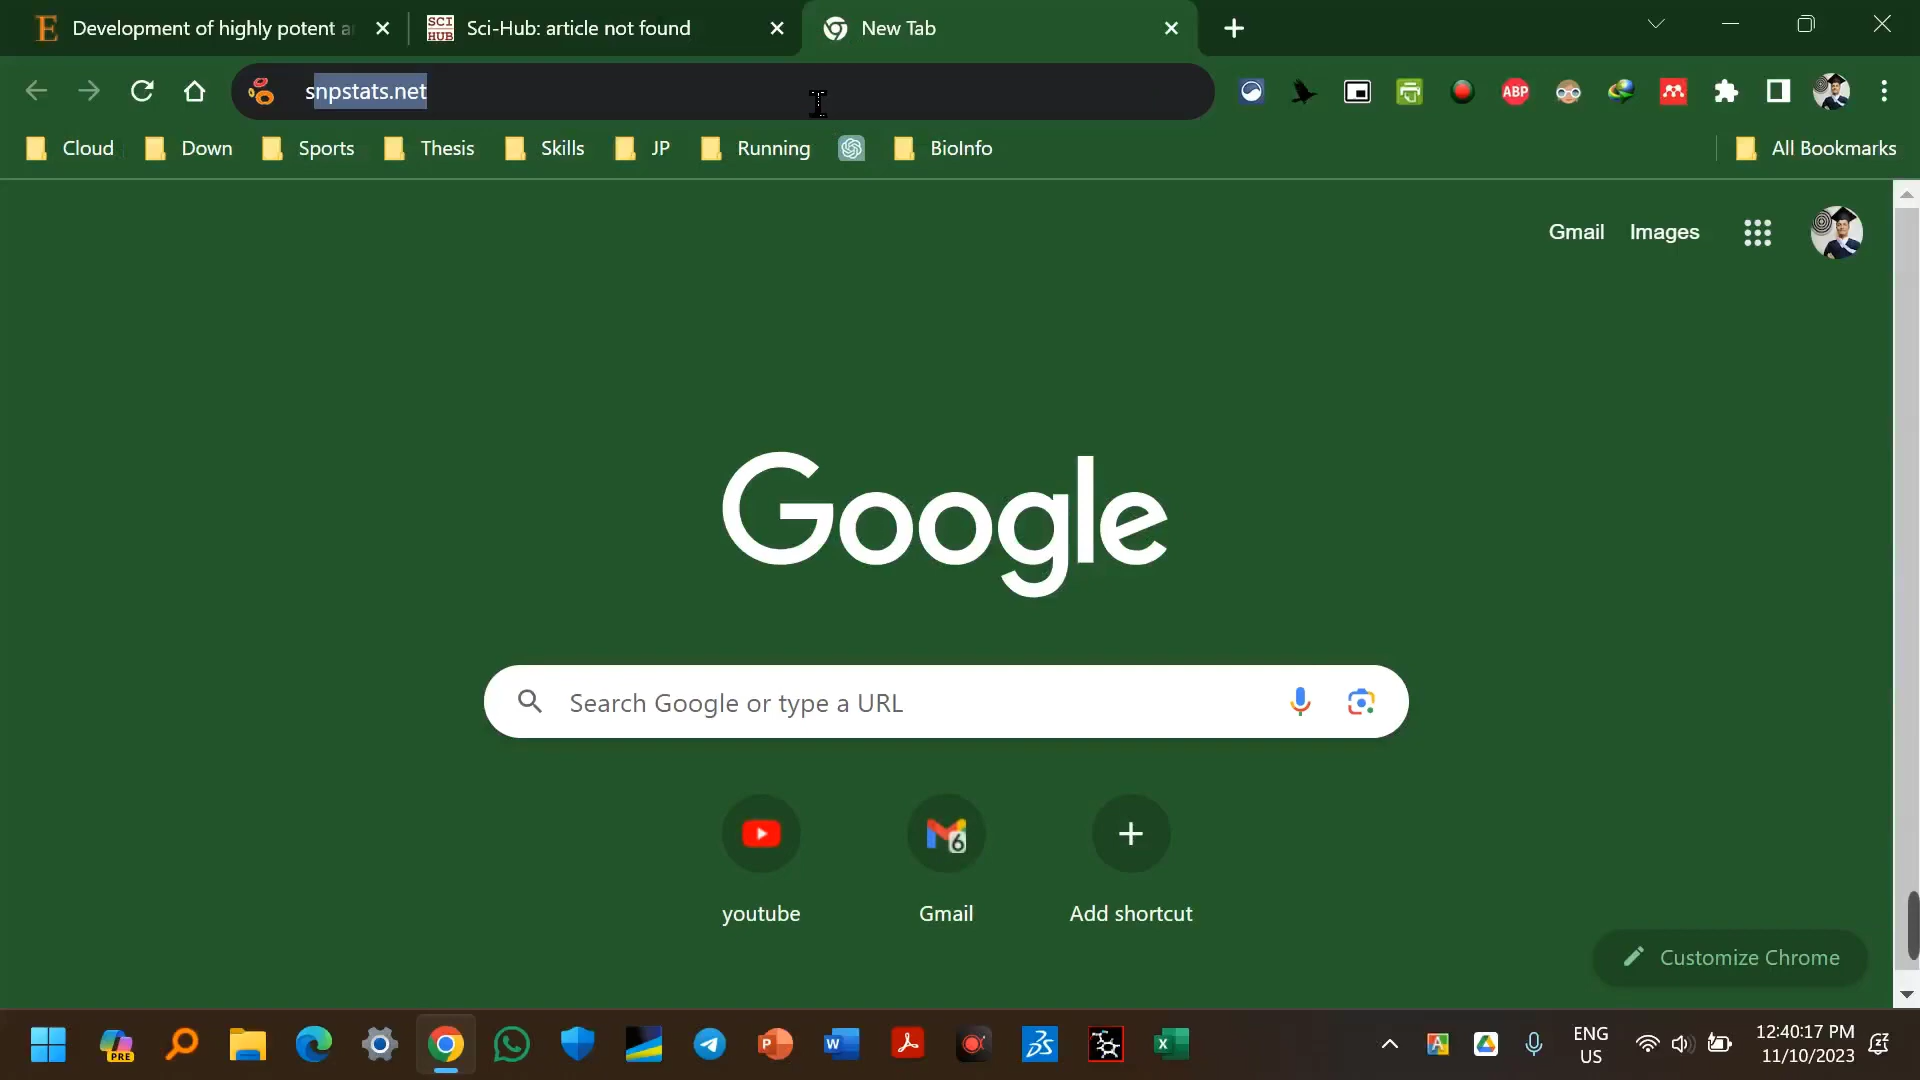 Development of highly potent a
Sci-Hub: article not found
New Tab
snpstats.net
ABP
Cloud
Down
Sports
Thesis
Skills
JP
Running
BioInfo
All Bookmarks
Gmail
Images
Google
Search Google or type a URL
6
youtube
Gmail
Add shortcut
Customize Chrome
PRE
ENG
US
12:40:17 PM
11/10/2023